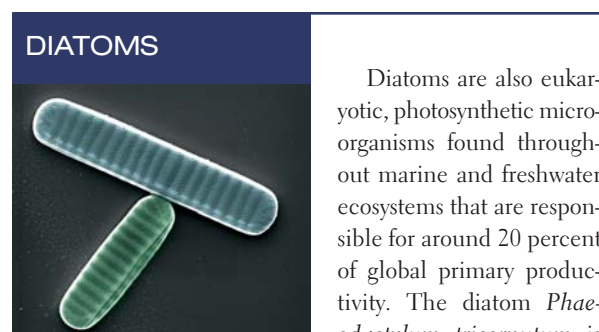 DIATOMS
Diatoms are also eukar-
yotic, photosynthetic micro-
organisms found through-
out marine and freshwater
ecosystems that are respon-
sible for around 20 percent
of global primary produc-
tivity. The diatom Phae-